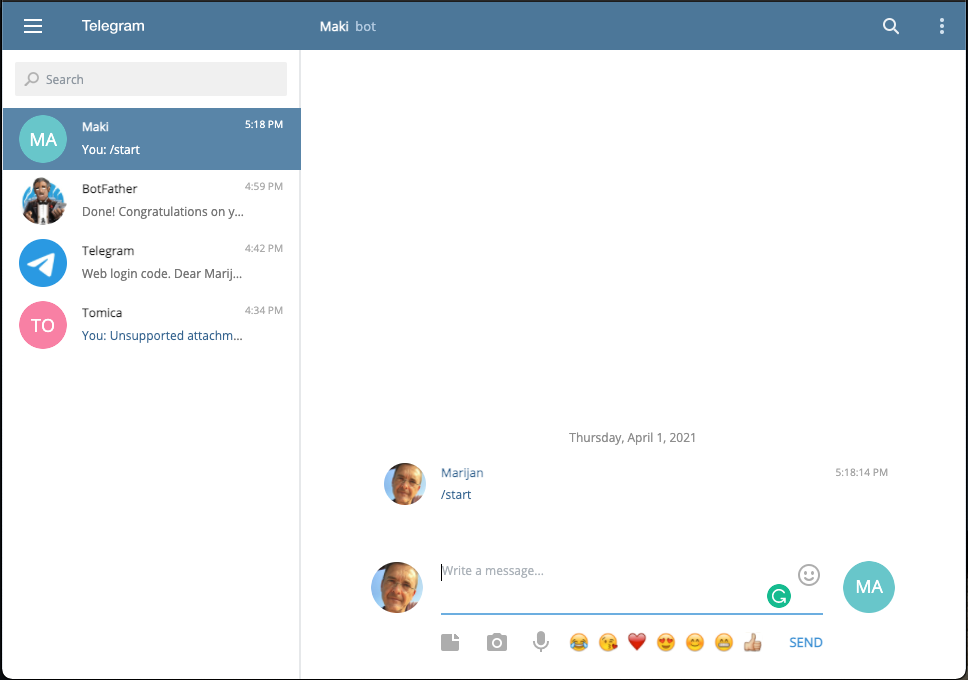 Telegram
Maki bot
Search
MA
Maki
5:18 PM
You: /start
BotFather
4:59 PM
Done! Congratulations on y...
Telegram
4:42 PM
Web login code. Dear Marij...
TO
Tomica
4:34 PM
You: Unsupported attachm...
Thursday, April 1, 2021
Marijan
5:18:14 PM
/start
Write a message...
MA
SEND